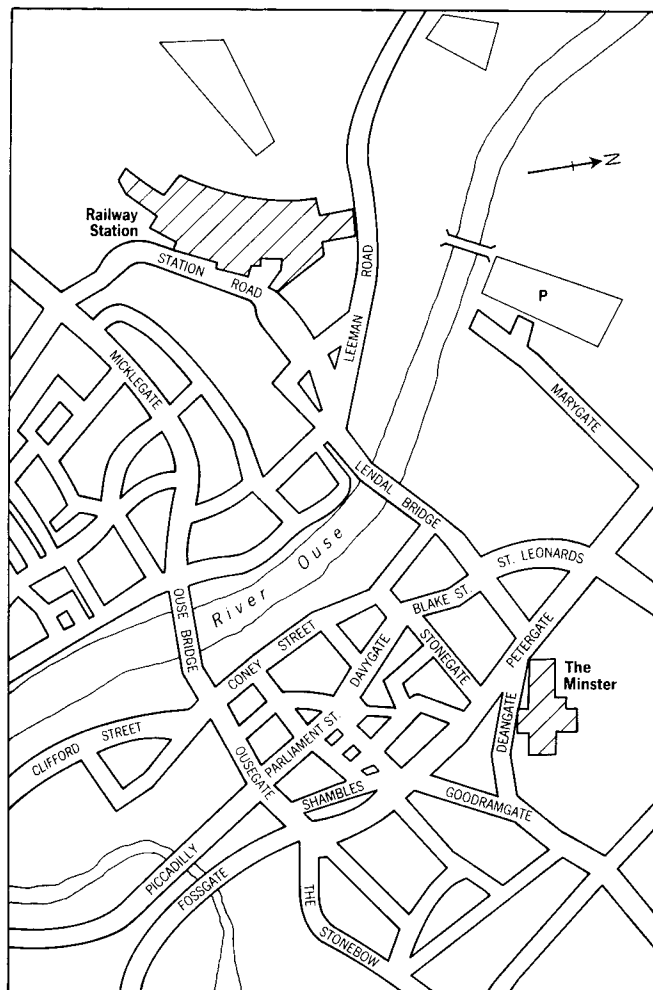 N
Railway
Station
STATION ROAD
LEEMAN ROAD
P
MICKLEGATE
MARYGATE
LENDAL BRIDGE
River Ouse
ST. LEONARDS
OUSE BRIDGE
BLAKE ST.
CONEY STREET
DAVYGATE
STONEGATE
PETERGATE
The
Minster
DEANGATE
CLIFFORD STREET
PARLIAMENT ST.
OUSEGATE
SHAMBLES
GOODRAMGATE
PICCADILLY
FOSSGATE
THE STONEBOW